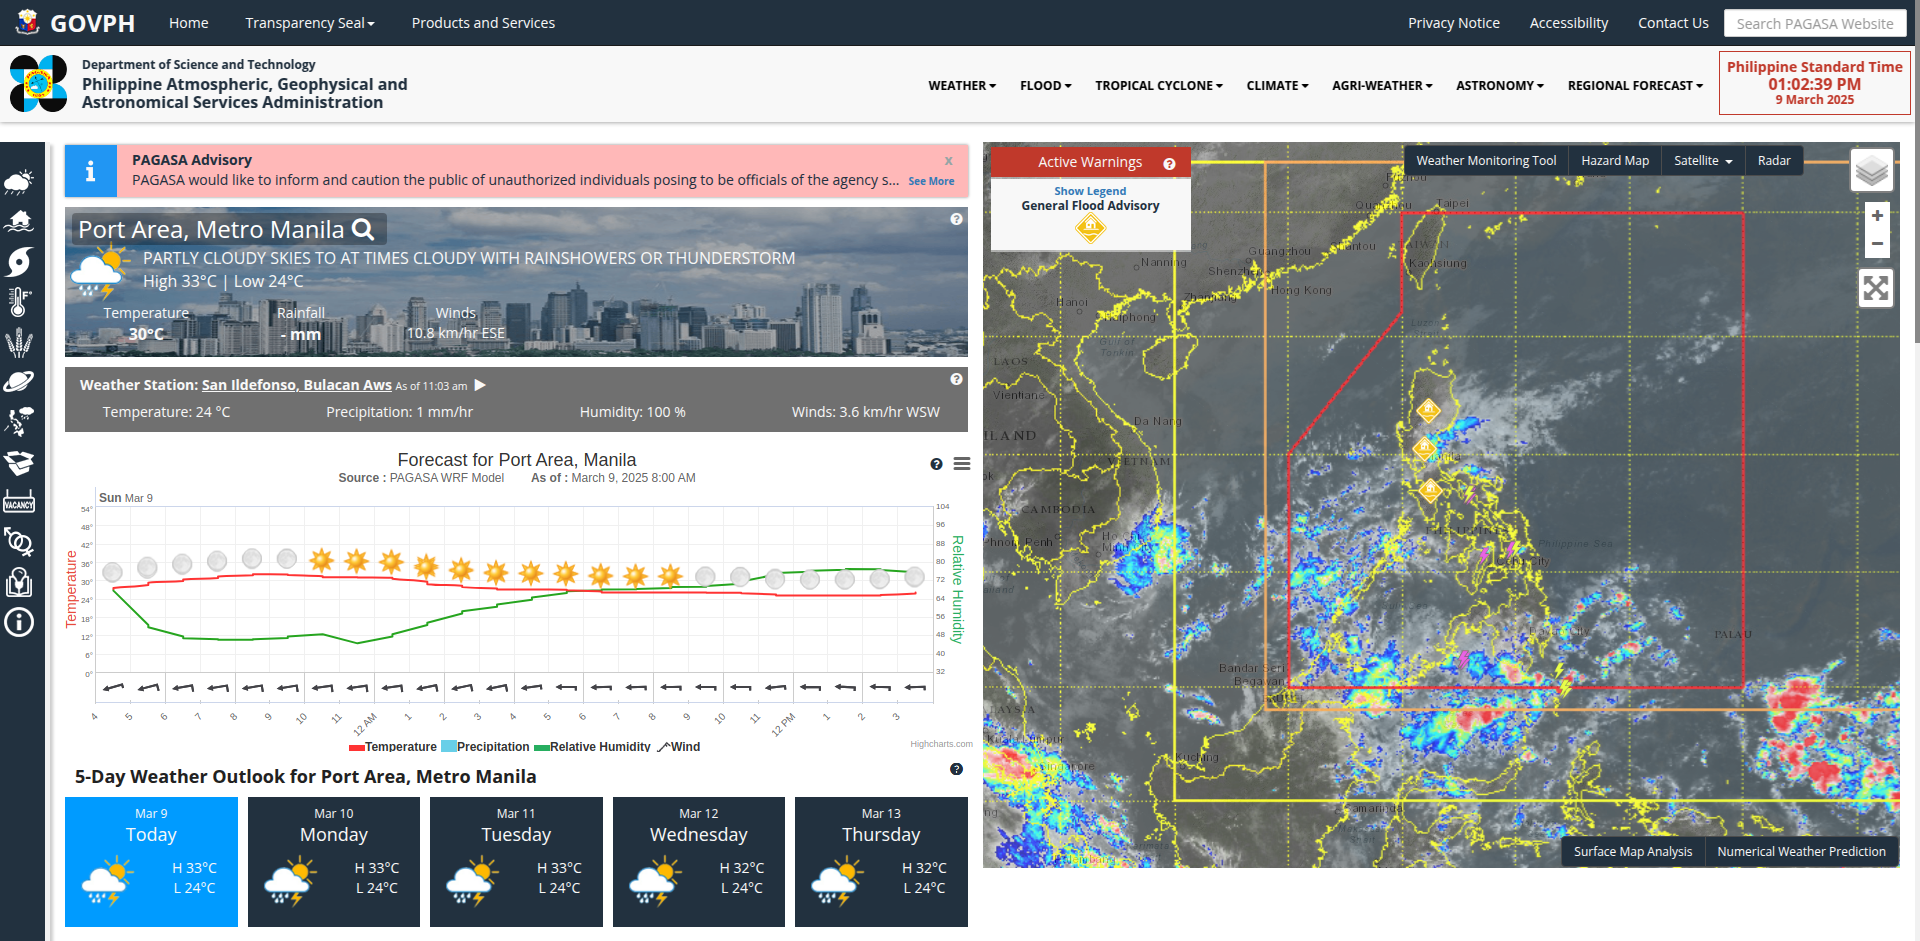 GOVPH
Home
Transparency Seal
Products and Services
Privacy Notice
Accessibility
Contact Us
Search PAGASA Website
Department of Science and Technology
Philippine Atmospheric, Geophysical and
Astronomical Services Administration
WEATHER
FLOOD
TROPICAL CYCLONE
CLIMATE
AGRI-WEATHER
ASTRONOMY
REGIONAL FORECAST
Philippine Standard Time
01:02:39 PM
9 March 2025
VACANCY
PAGASA Advisory
x
PAGASA would like to inform and caution the public of unauthorized individuals posing to be officials of the agency s... See More
Port Area, Metro Manila
PARTLY CLOUDY SKIES TO AT TIMES CLOUDY WITH RAINSHOWERS OR THUNDERSTORM
High 33°C | Low 24°C
Temperature Rainfall Winds
30°C - mm 10.8 km/hr ESE
Weather Station: San Ildefonso, Bulacan Aws As of 11:03 am
Temperature: 24 °C Precipitation: 1 mm/hr Humidity: 100 % Winds: 3.6 km/hr WSW
Forecast for Port Area, Manila
Source : PAGASA WRF Model As of : March 9, 2025 8:00 AM
Sun Mar 9
Temperature
54°
48°
42°
36°
30°
24°
18°
12°
6°
0°
Relative Humidity
104
96
88
80
72
64
56
48
40
32
4 5 6 7 8 9 10 11 12 AM 1 2 3 4 5 6 7 8 9 10 11 12 PM 1 2 3
Temperature Precipitation Relative Humidity Wind
Highcharts.com
5-Day Weather Outlook for Port Area, Metro Manila
Mar 9
Today
H 33°C
L 24°C
Mar 10
Monday
H 33°C
L 24°C
Mar 11
Tuesday
H 33°C
L 24°C
Mar 12
Wednesday
H 32°C
L 24°C
Mar 13
Thursday
H 32°C
L 24°C
Active Warnings
Show Legend
General Flood Advisory
Weather Monitoring Tool
Hazard Map
Satellite
Radar
+
−
Taipei
Guangzhou
Kaohsiung
Nanning
Shenzhen
Hong Kong
Hanoi
Haiphong
Luzon
Gulf of
Tonkin
LAOS
Vientiane
Da Nang
VIETNAM
CAMBODIA
Philippine Sea
PALAU
Bandar Seri
Begawan
Kuching
Surface Map Analysis
Numerical Weather Prediction